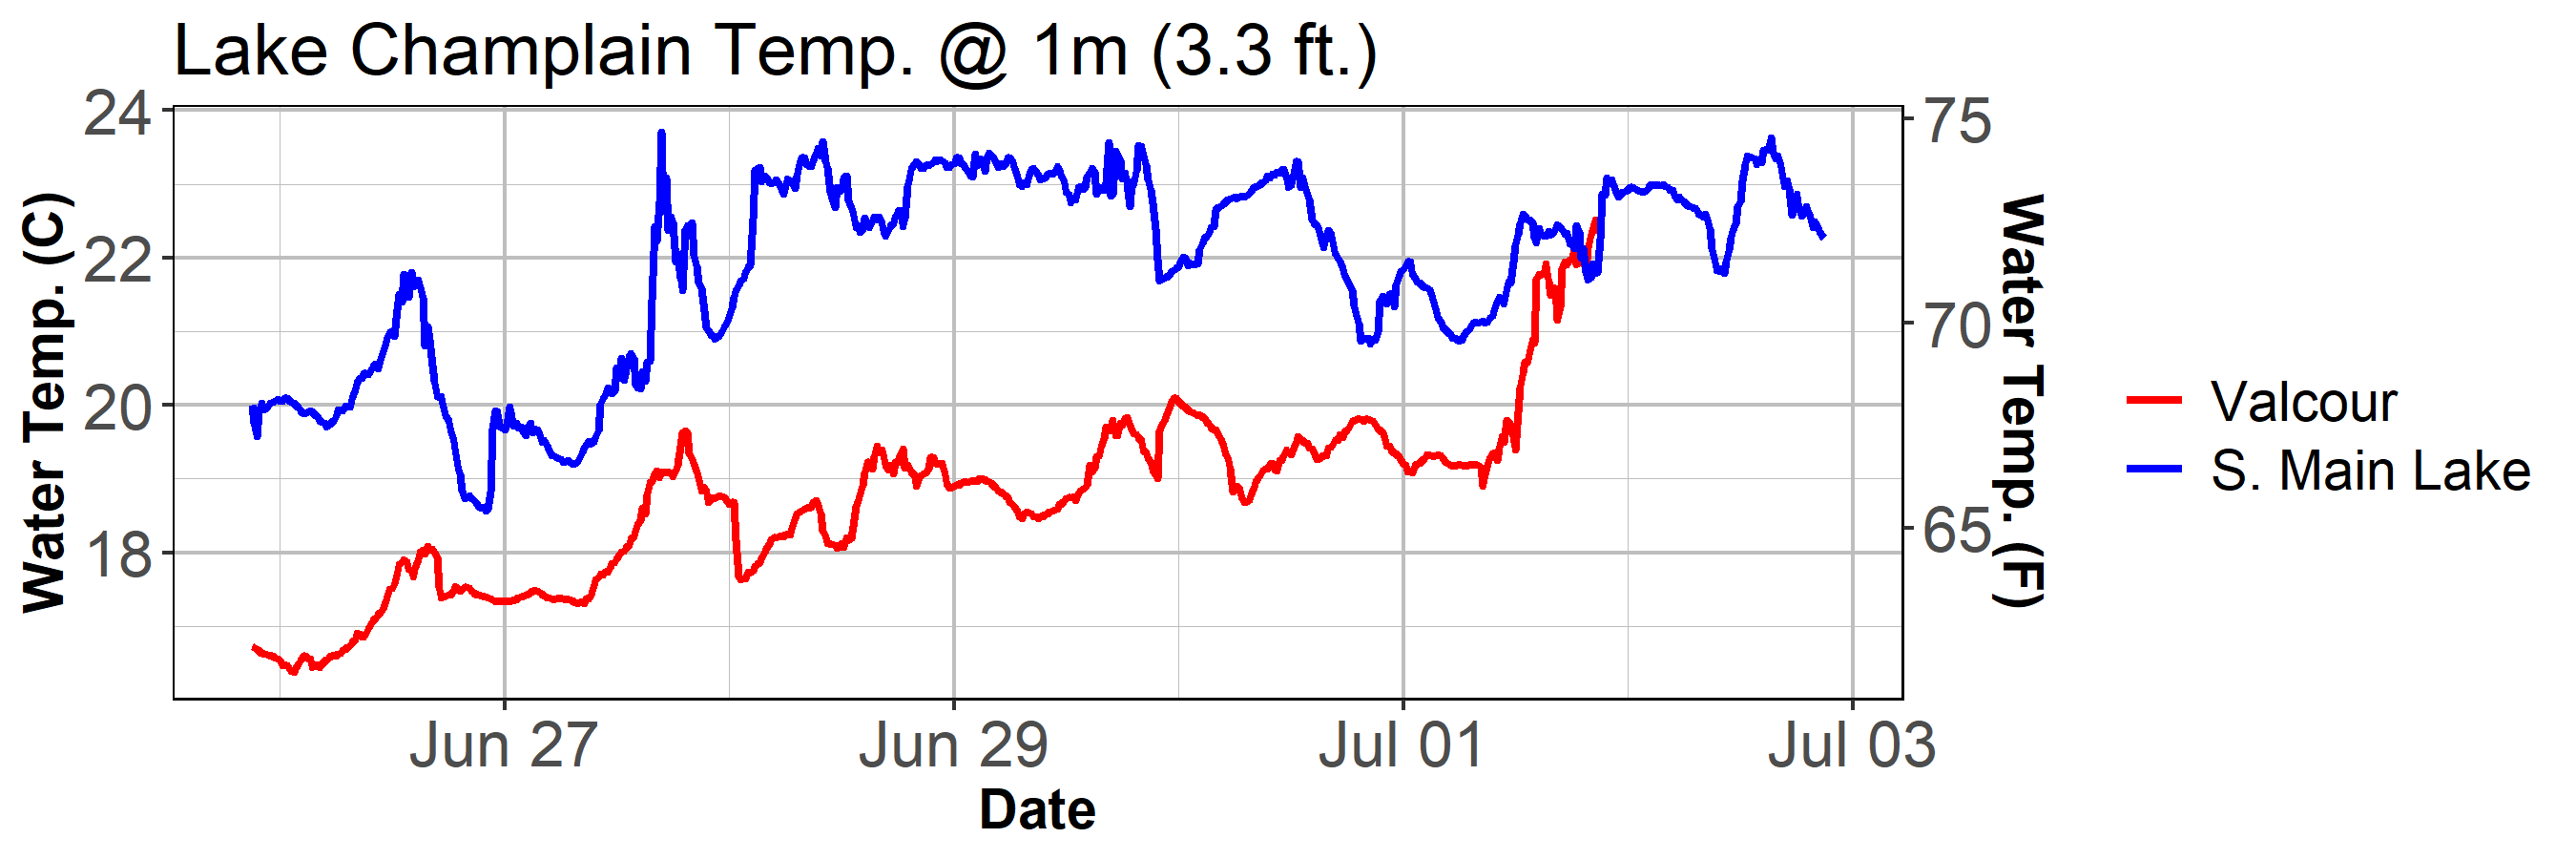 Lake Champlain Temp. @ 1m (3.3 ft.)
24
22
20
18
Water Temp. (C)
75
70
65
Water Temp. (F)
Jun 27
Jun 29
Jul 01
Jul 03
Date
Valcour
S. Main Lake